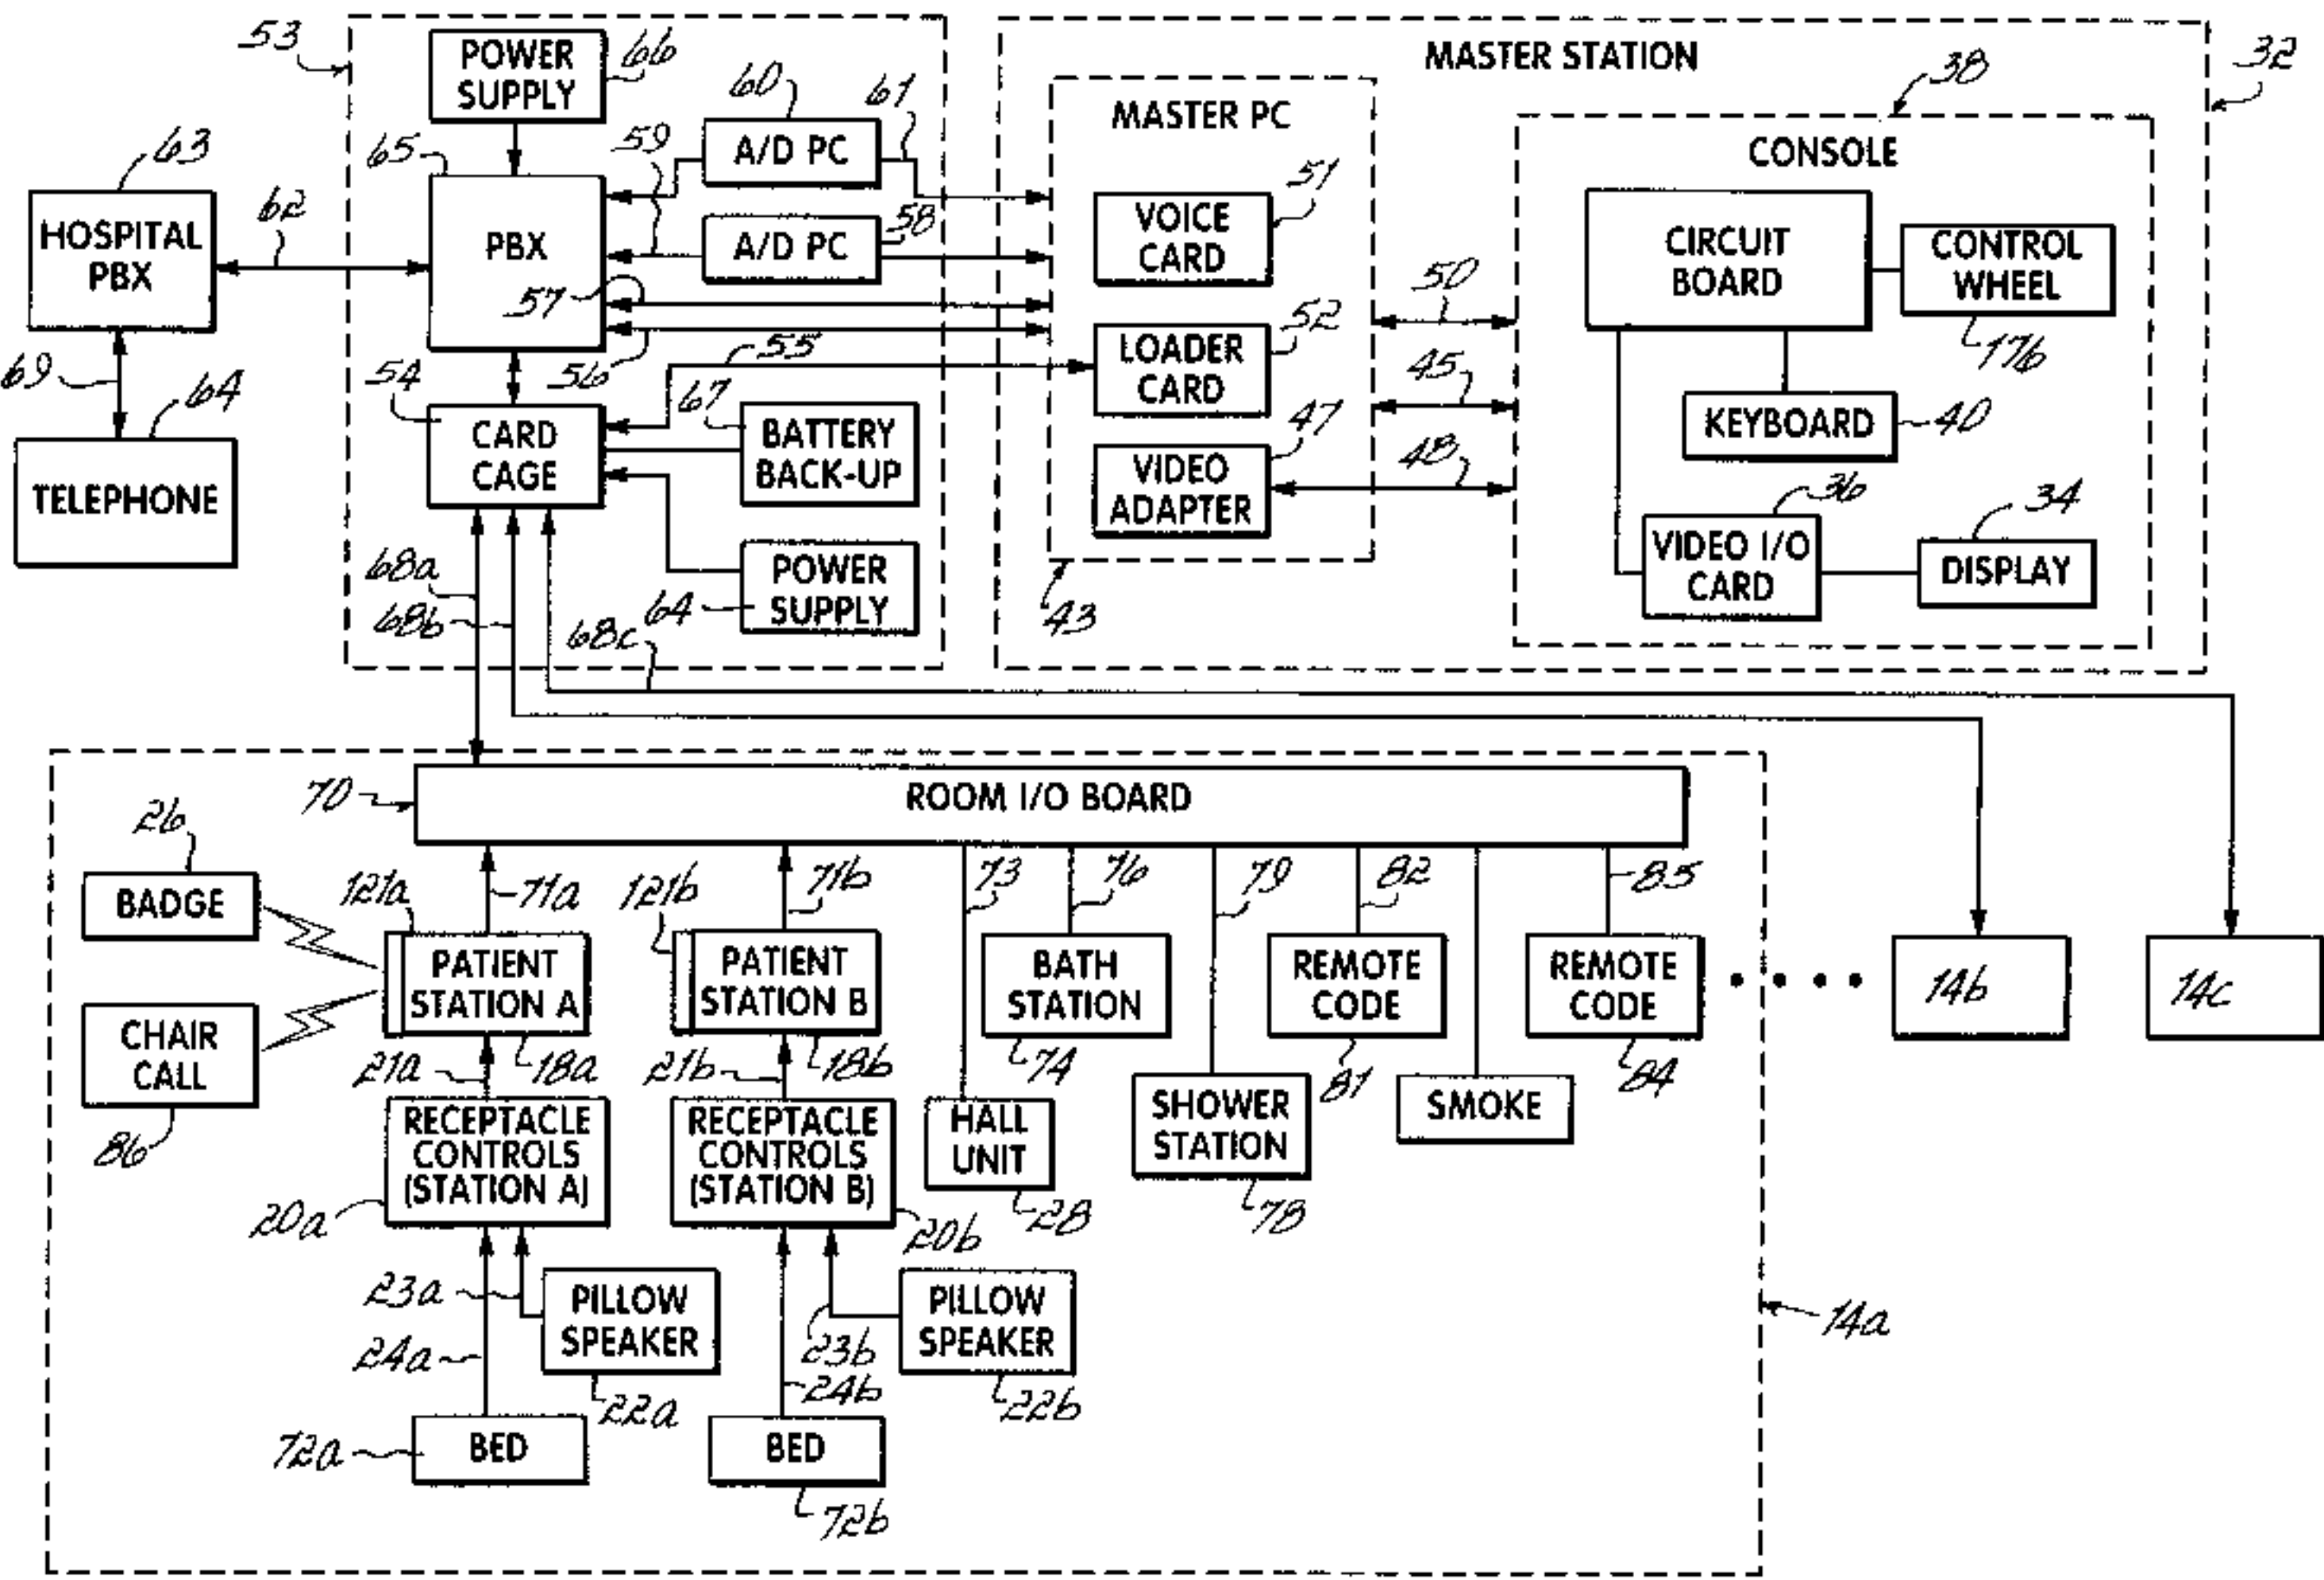 53
POWER
SUPPLY
66
60
61
MASTER STATION
32
38
63
65
59
A/D PC
MASTER PC
CONSOLE
62
HOSPITAL
PBX
PBX
A/D PC
58
VOICE
CARD
51
CIRCUIT
BOARD
CONTROL
WHEEL
176
57
50
69
64
54
56
55
LOADER
CARD
52
45
KEYBOARD
40
TELEPHONE
CARD
CAGE
67
BATTERY
BACK-UP
VIDEO
ADAPTER
47
48
36
34
VIDEO I/O
CARD
DISPLAY
68a
68b
68c
64
POWER
SUPPLY
43
70
ROOM I/O BOARD
26
BADGE
121a
71a
121b
71b
73
76
79
82
85
PATIENT
STATION A
PATIENT
STATION B
BATH
STATION
REMOTE
CODE
REMOTE
CODE
14b
14c
CHAIR
CALL
86
21a
18a
21b
18b
74
81
84
RECEPTACLE
CONTROLS
(STATION A)
20a
RECEPTACLE
CONTROLS
(STATION B)
20b
HALL
UNIT
28
SHOWER
STATION
78
SMOKE
23a
24a
PILLOW
SPEAKER
22a
23b
24b
PILLOW
SPEAKER
22b
14a
72a
BED
BED
72b